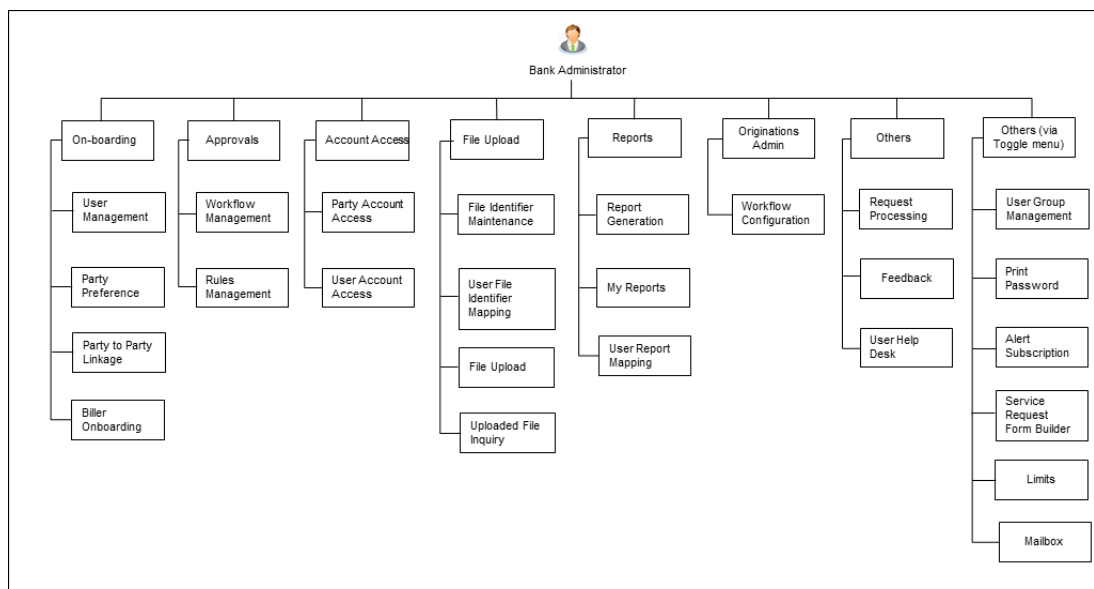 Bank Administrator
On-boarding
User
Management
Party
Preference
Party to Party
Linkage
Biller
Onboarding
Approvals
Workflow
Management
Rules
Management
Account Access
Party Account
Access
User Account
Access
File Upload
File Identifier
Maintenance
User File
Identifier
Mapping
File Upload
Uploaded File
Inquiry
Reports
Report
Generation
My Reports
User Report
Mapping
Originations
Admin
Workflow
Configuration
Others
Request
Processing
Feedback
User Help
Desk
Others (via
Toggle menu)
User Group
Management
Print
Password
Alert
Subscription
Service
Request
Form Builder
Limits
Mailbox